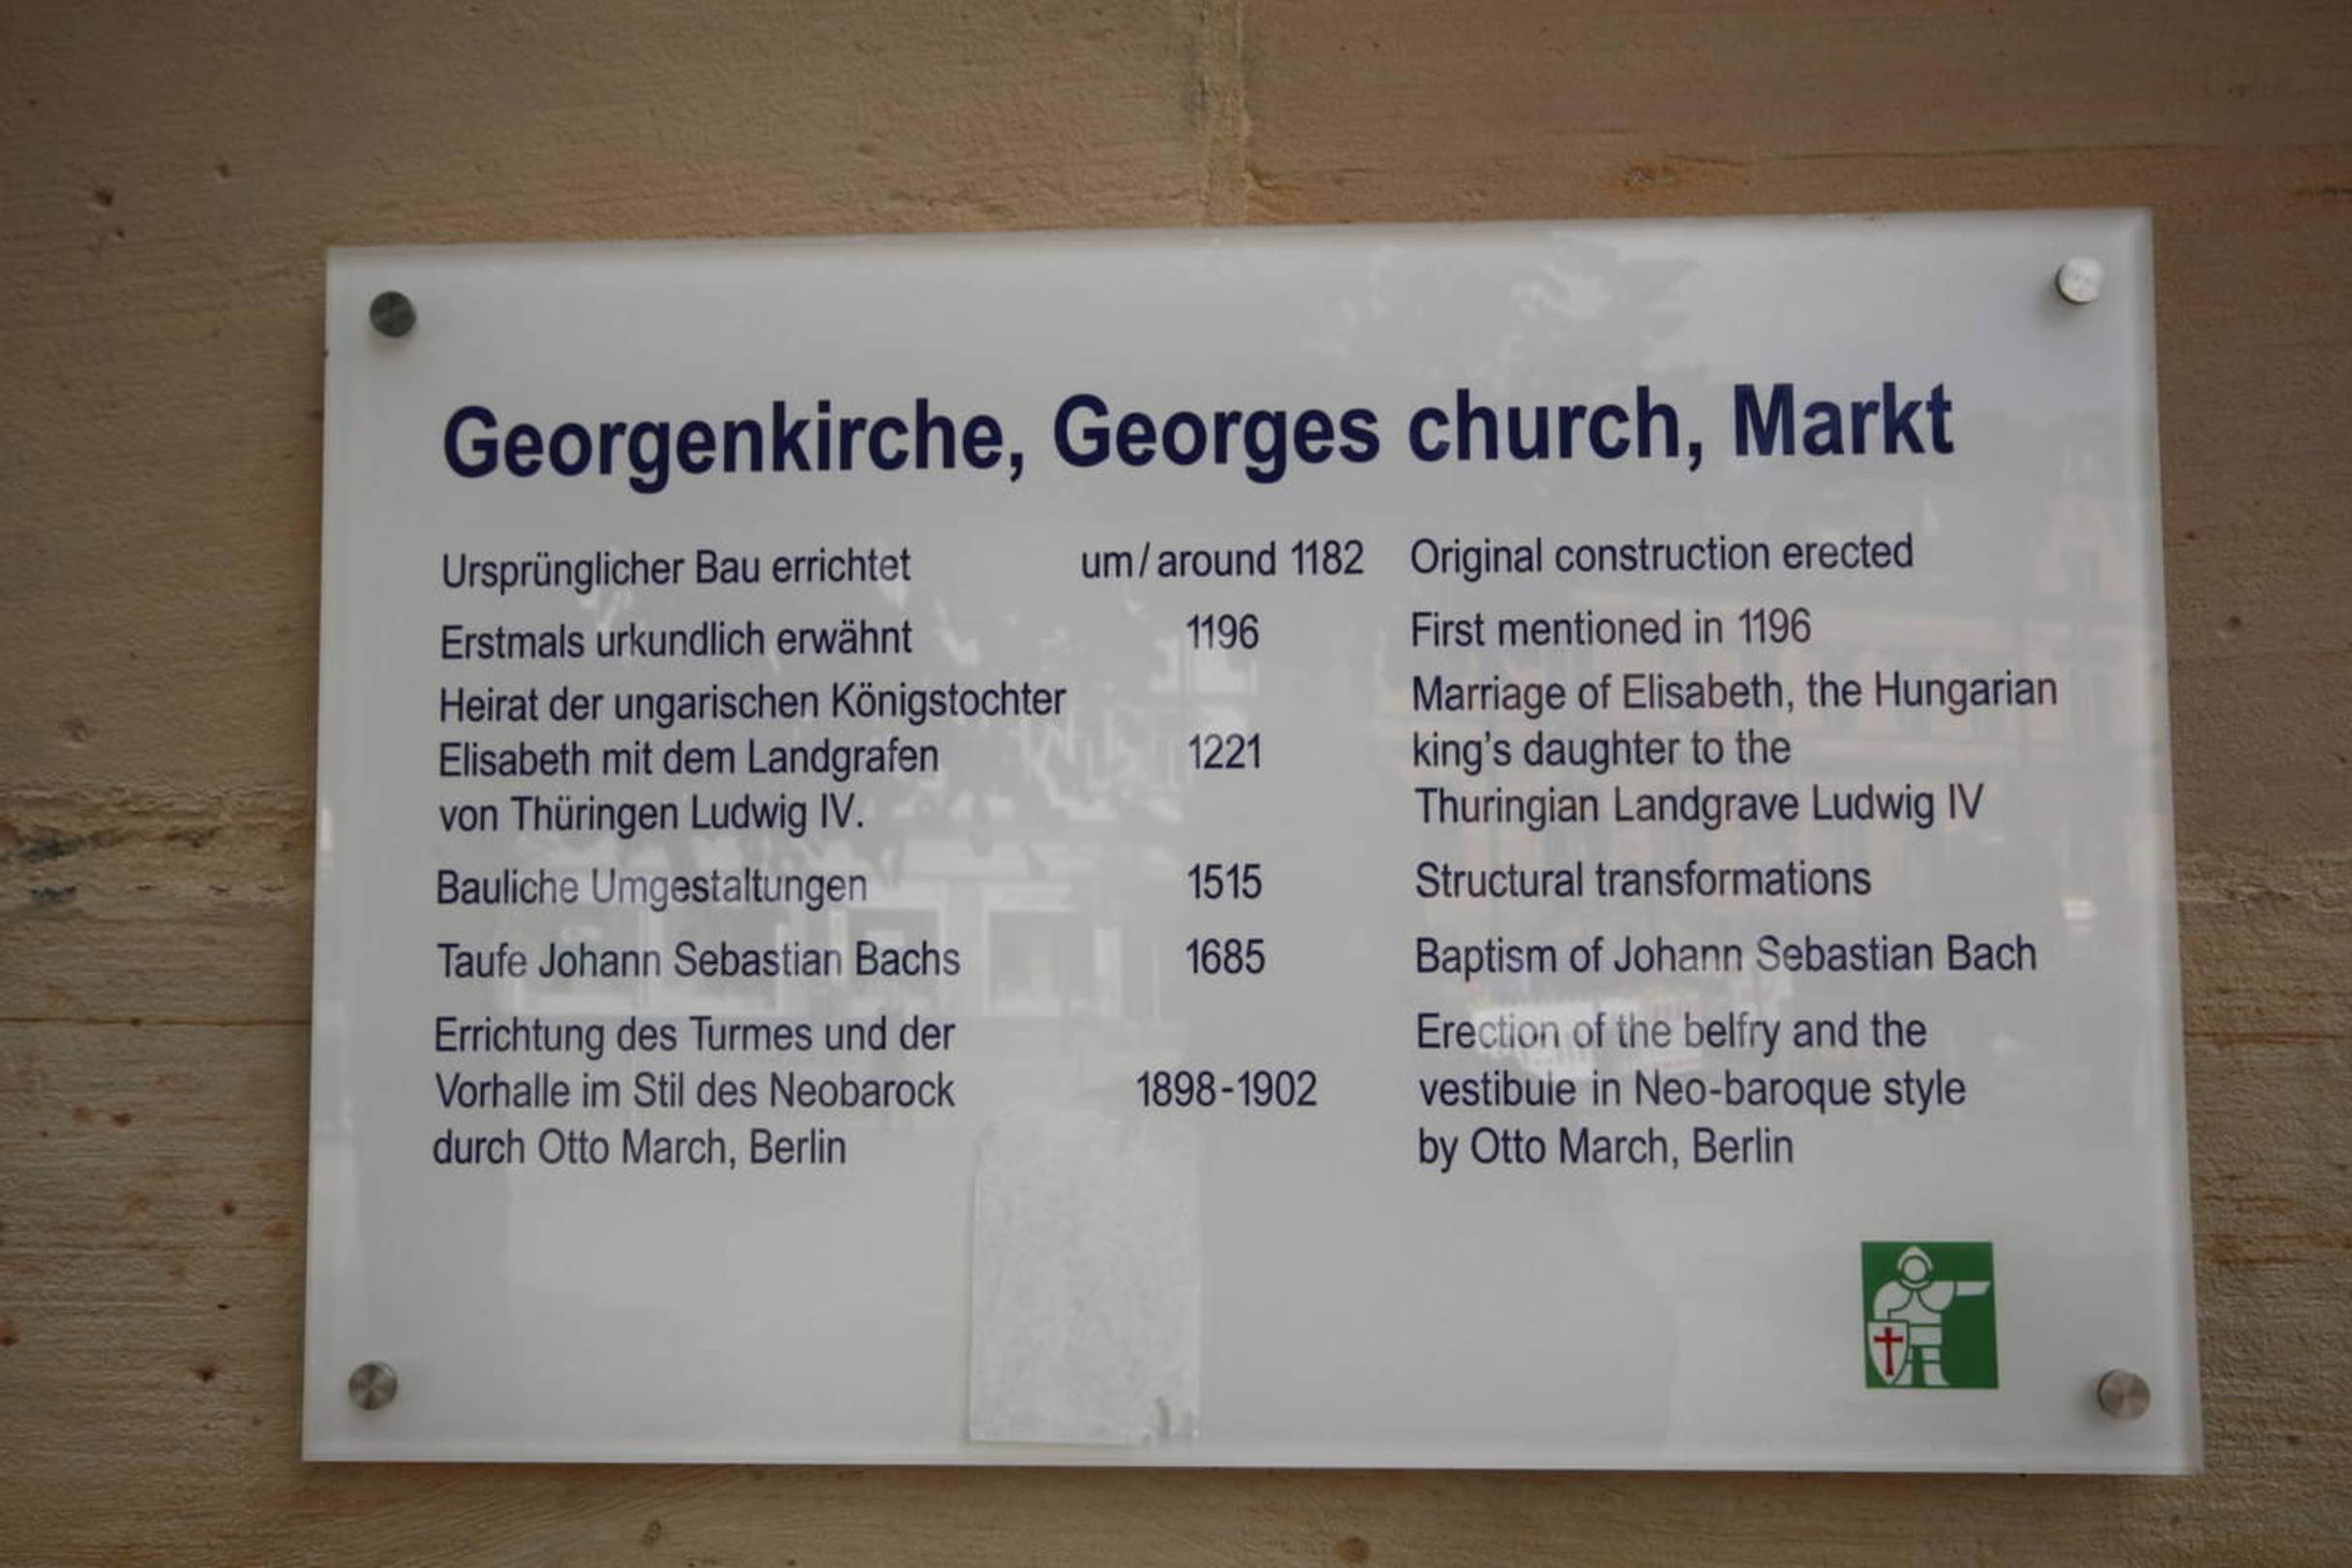 Georgenkirche, Georges church, Markt
Ursprünglicher Bau errichtet um / around 1182 Original construction erected
Erstmals urkundlich erwähnt 1196 First mentioned in 1196
Heirat der ungarischen Königstochter Marriage of Elisabeth, the Hungarian
Elisabeth mit dem Landgrafen 1221 king's daughter to the
von Thüringen Ludwig IV. Thuringian Landgrave Ludwig IV
Bauliche Umgestaltungen 1515 Structural transformations
Taufe Johann Sebastian Bachs 1685 Baptism of Johann Sebastian Bach
Errichtung des Turmes und der Erection of the belfry and the
Vorhalle im Stil des Neobarock 1898-1902 vestibule in Neo-baroque style
durch Otto March, Berlin by Otto March, Berlin